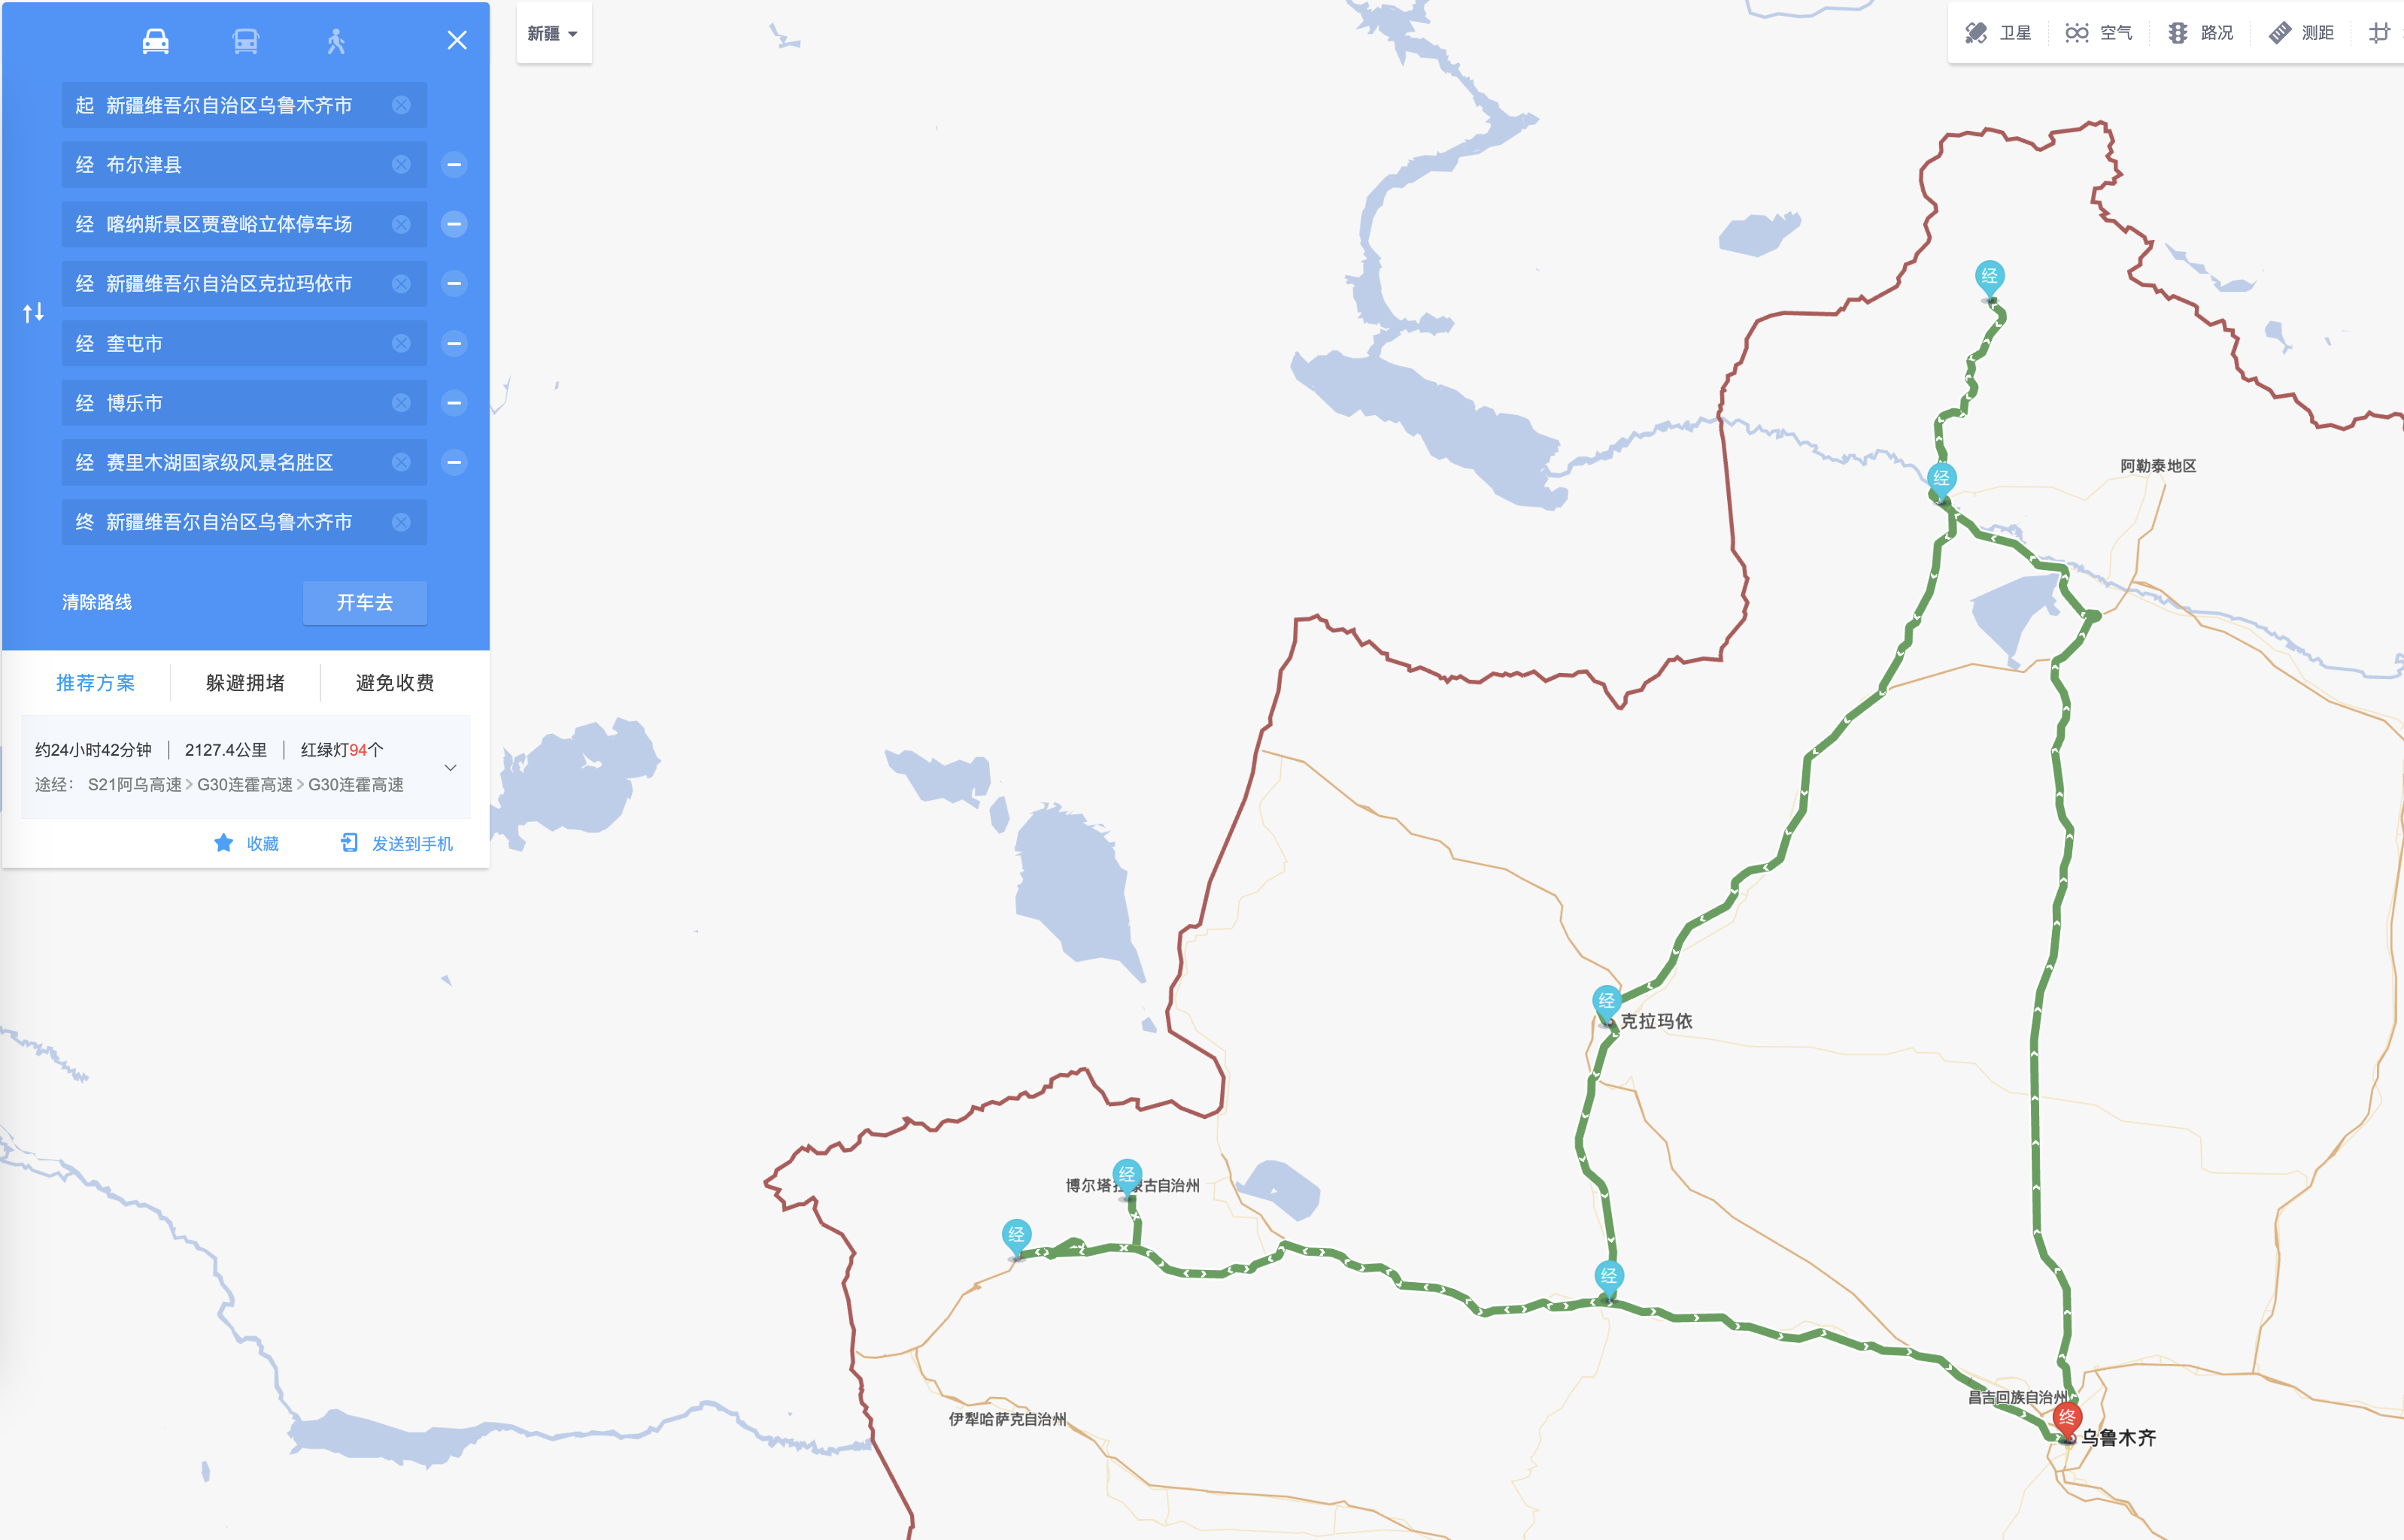 起 新疆维吾尔自治区乌鲁木齐市
经 布尔津县
经 喀纳斯景区贾登峪立体停车场
经 新疆维吾尔自治区克拉玛依市
经 奎屯市
经 博乐市
经 赛里木湖国家级风景名胜区
终 新疆维吾尔自治区乌鲁木齐市
清除路线
开车去
推荐方案
躲避拥堵
避免收费
约24小时42分钟 | 2127.4公里 | 红绿灯94个
途经： S21阿乌高速 > G30连霍高速 > G30连霍高速
收藏
发送到手机
新疆
卫星
空气
路况
测距
经
经
阿勒泰地区
经
克拉玛依
经
博尔塔拉蒙古自治州
经
经
昌吉回族自治州
终
乌鲁木齐
伊犁哈萨克自治州